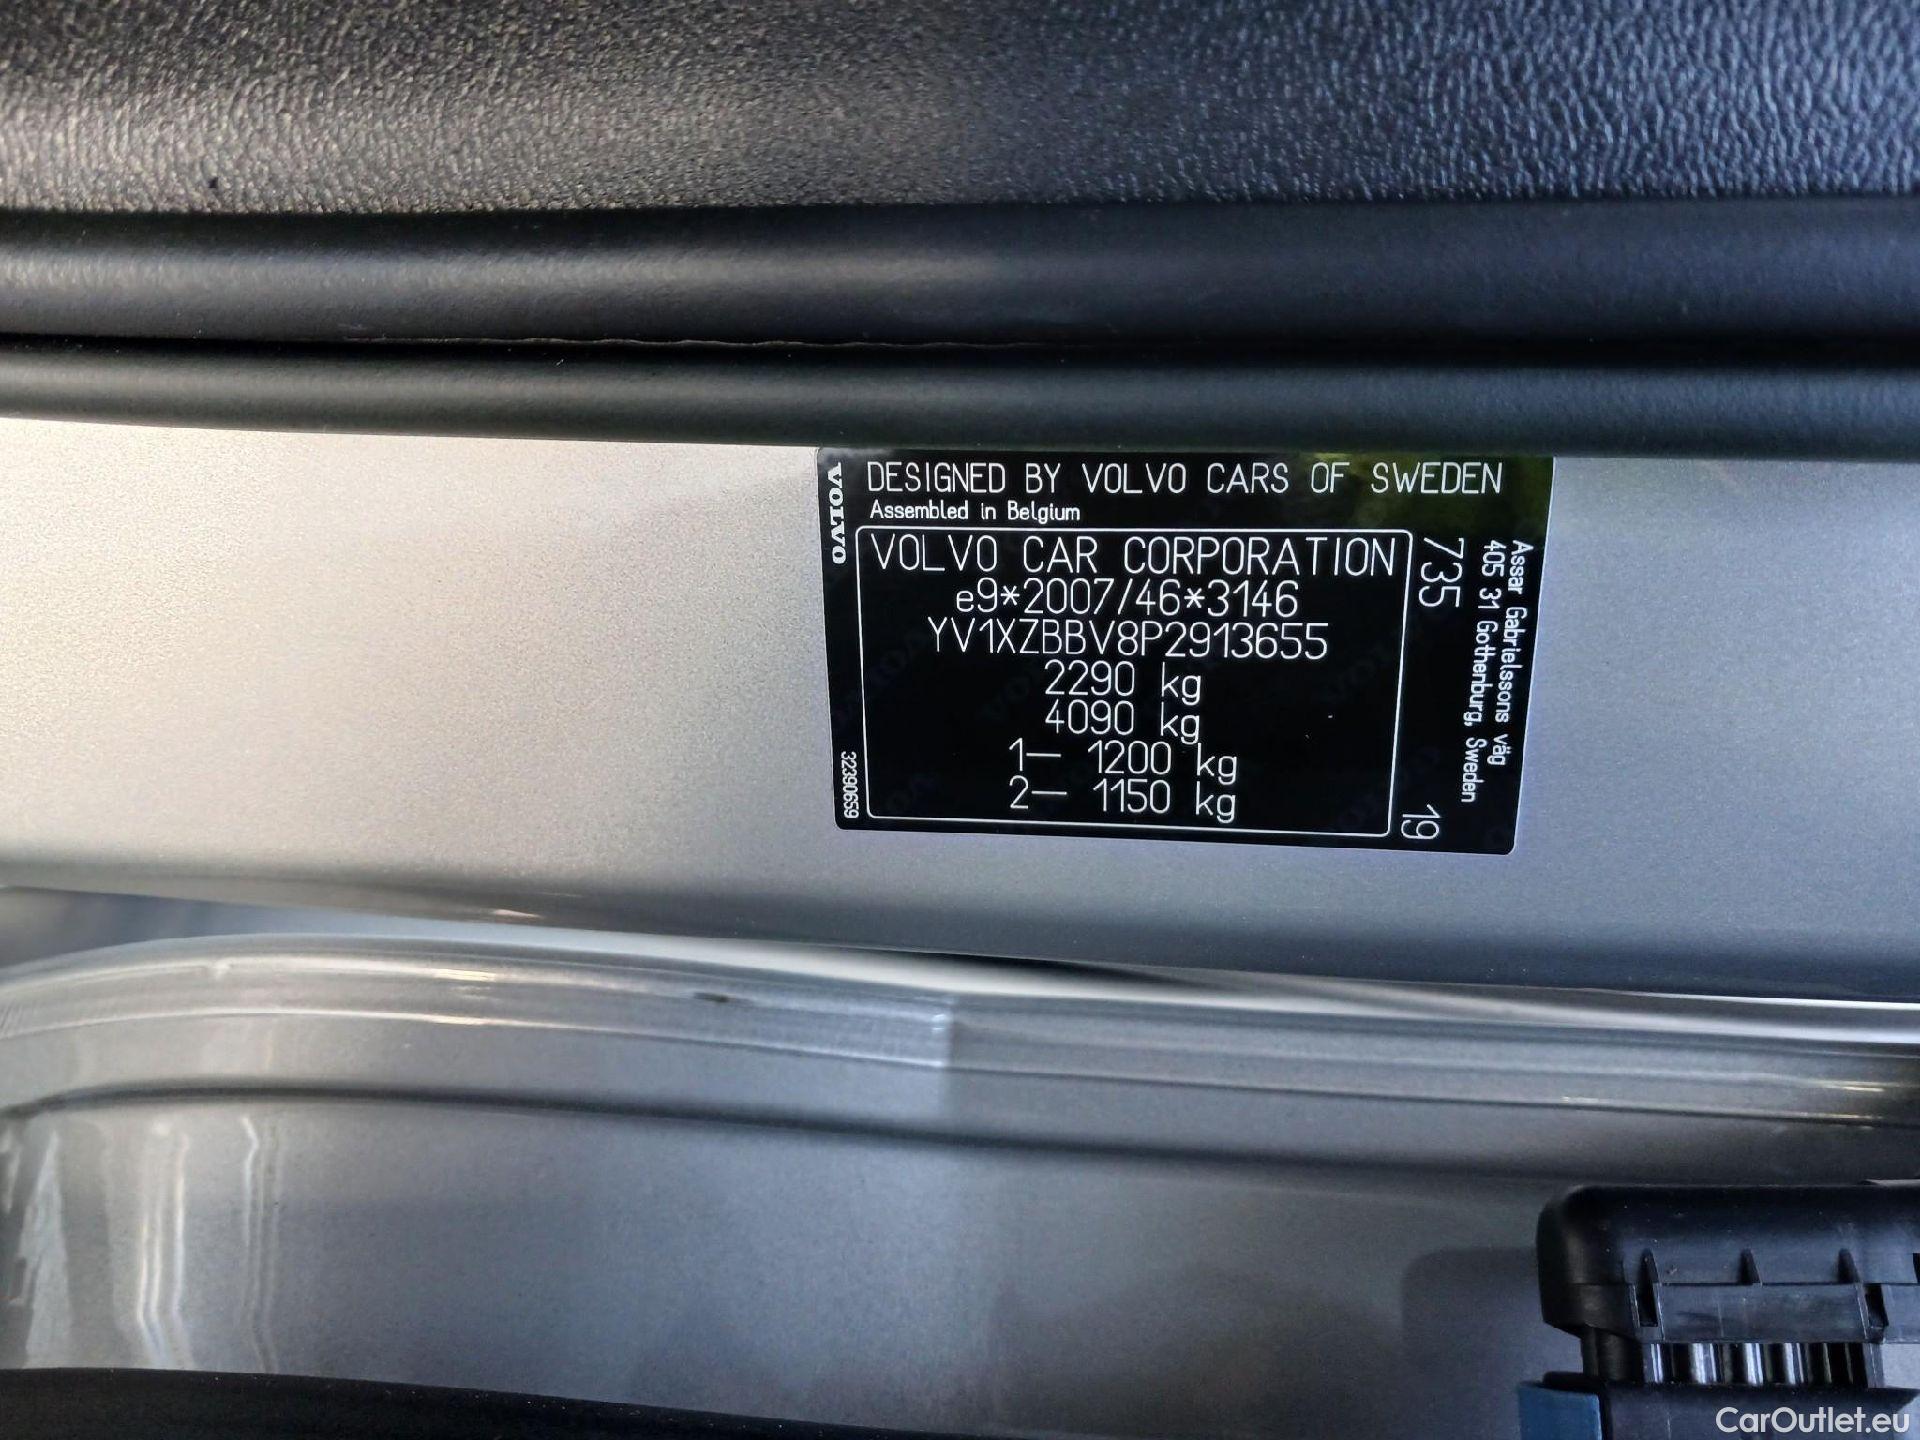 VOLVO
DESIGNED BY VOLVO CARS OF SWEDEN
Assembled in Belgium
VOLVO CAR CORPORATION
e9*2007/46*3146
YV1XZBBV8P2913655
2290 kg
4090 kg
1— 1200 kg
2— 1150 kg
32390659
735
19
Assar Gabrielssons väg
405 31 Gothenburg, Sweden
CarOutlet.eu